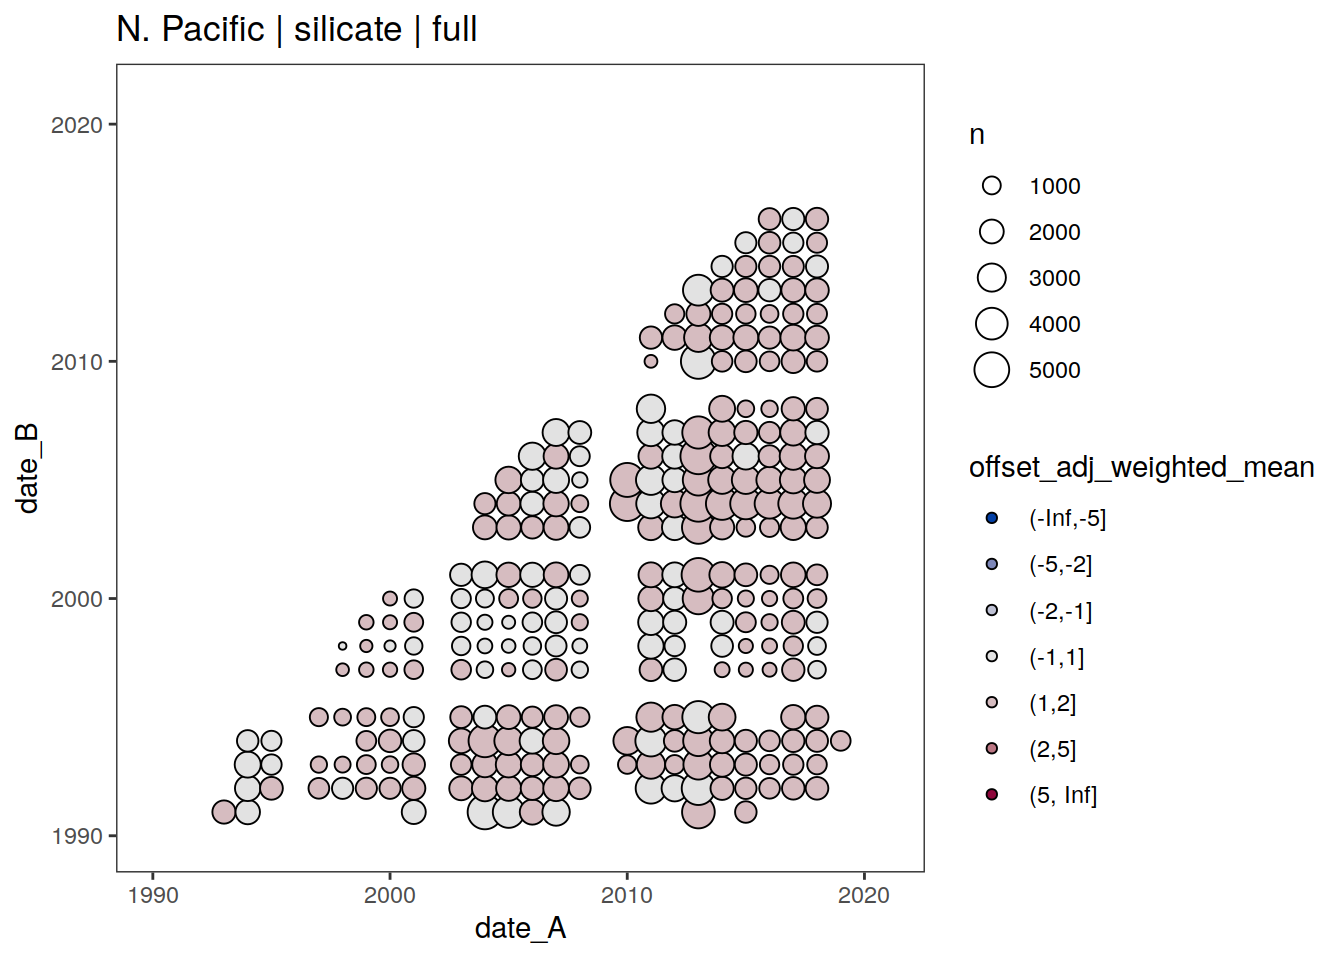 N. Pacific | silicate | full
2020
2010
2000
1990
date_B
1990
2000
2010
2020
date_A
n
1000
2000
3000
4000
5000
offset_adj_weighted_mean
(-Inf,-5]
(-5,-2]
(-2,-1]
(-1,1]
(1,2]
(2,5]
(5, Inf]